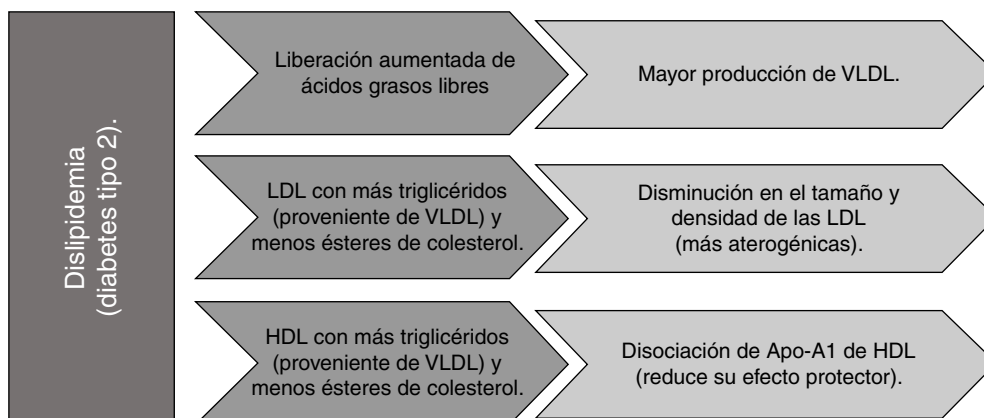 Dislipidemia
(diabetes tipo 2).
Liberación aumentada de
ácidos grasos libres
Mayor producción de VLDL.
LDL con más triglicéridos
(proveniente de VLDL) y
menos ésteres de colesterol.
Disminución en el tamaño y
densidad de las LDL
(más aterogénicas).
HDL con más triglicéridos
(proveniente de VLDL) y
menos ésteres de colesterol.
Disociación de Apo-A1 de HDL
(reduce su efecto protector).